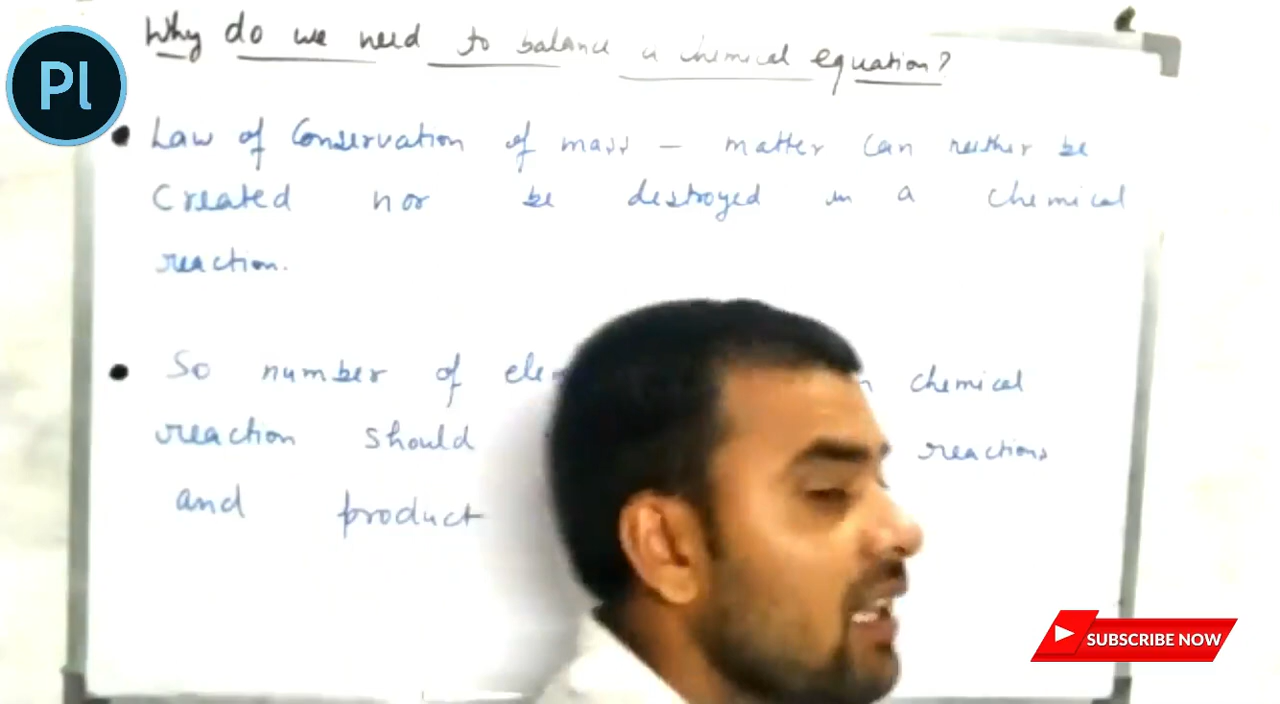 Why do we need to balance a chemical equation?
Pl
Law of Conservation of mass – matter can neither be
Created nor be destroyed in a chemical
reaction.
So number of chemical
reaction should reactions
and product
SUBSCRIBE NOW